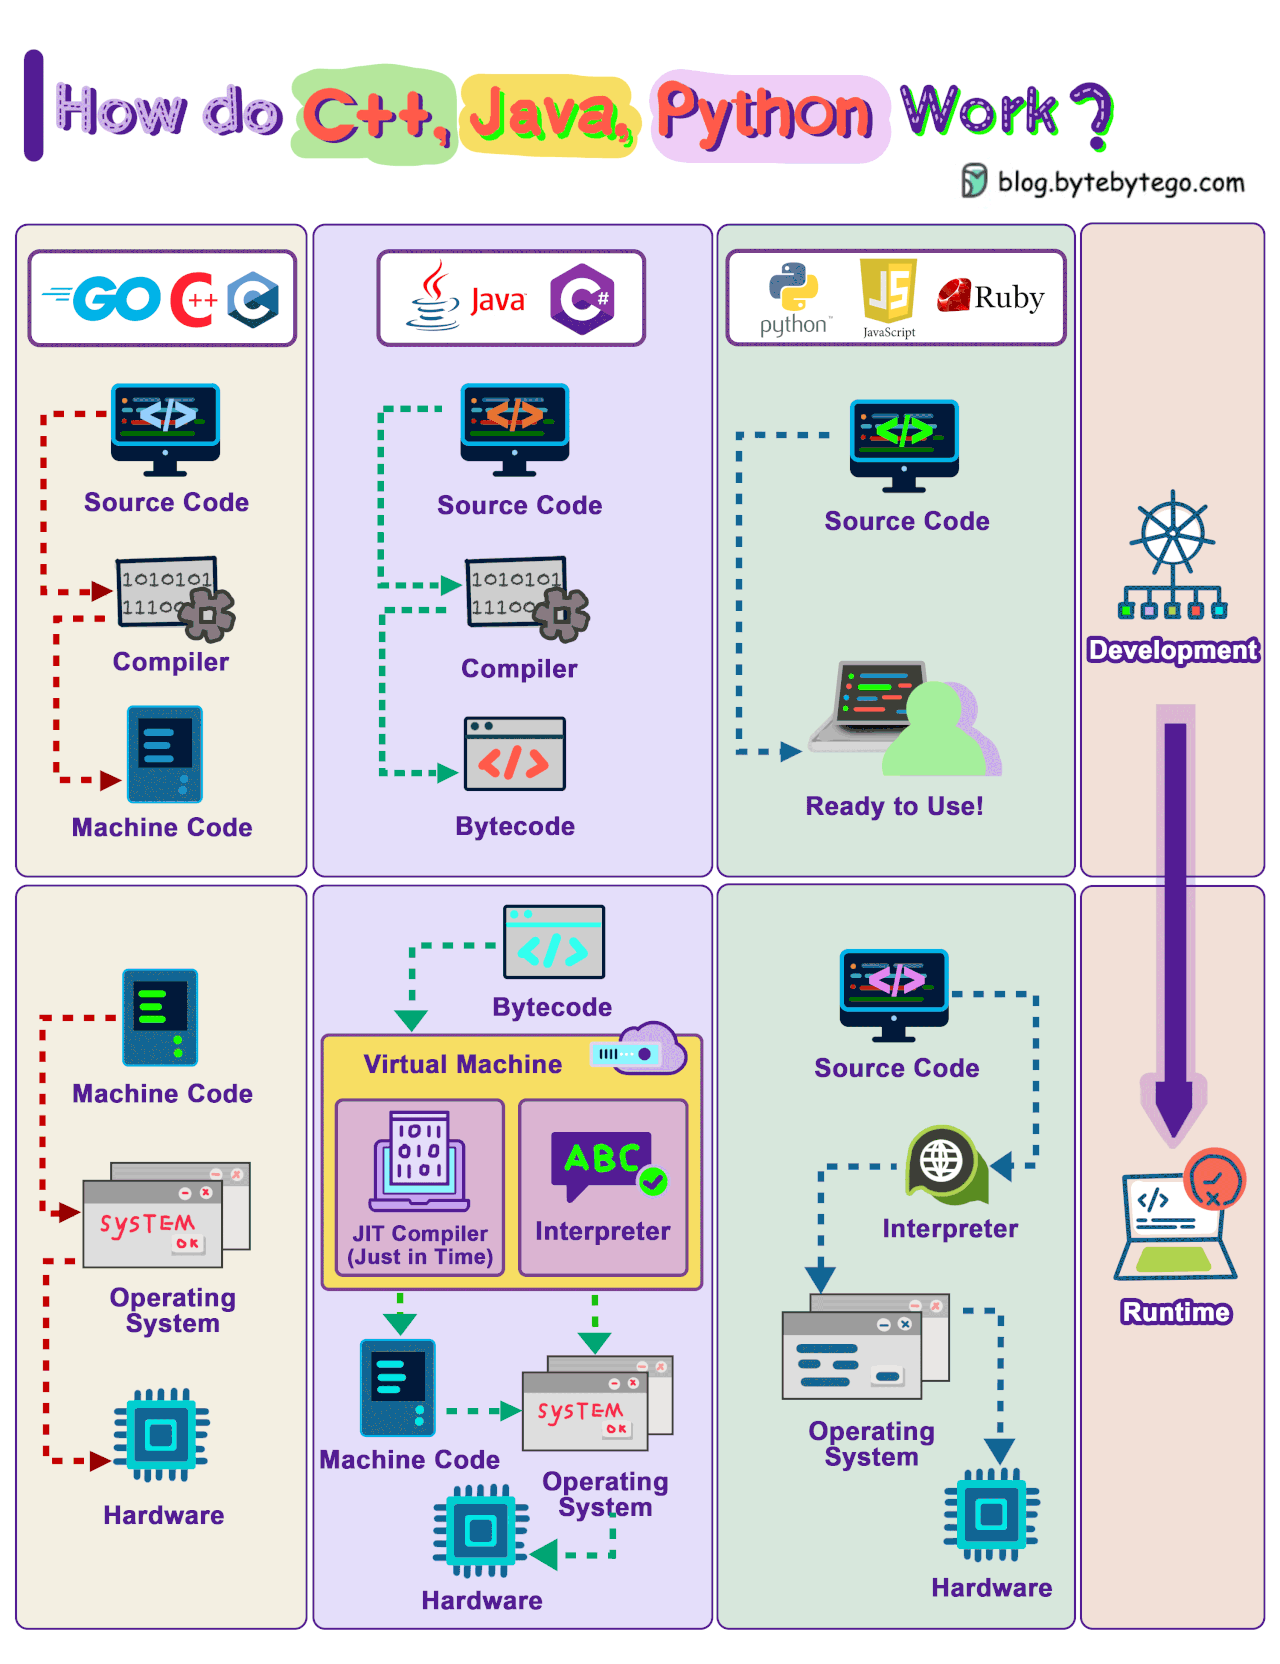 How do C++, Java, Python Work?
blog.bytebytego.com
GO C++ C
Java C#
python™ JS JavaScript Ruby
Source Code
1010101
11100
Compiler
Machine Code
Source Code
1010101
11100
Compiler
Bytecode
Source Code
Ready to Use!
Development
Machine Code
SYSTEM
OK
Operating
System
Hardware
Bytecode
Virtual Machine
1011
010
1101
JIT Compiler
(Just in Time)
ABC
Interpreter
Machine Code
SYSTEM
OK
Operating
System
Hardware
Source Code
Interpreter
Operating
System
Hardware
Runtime